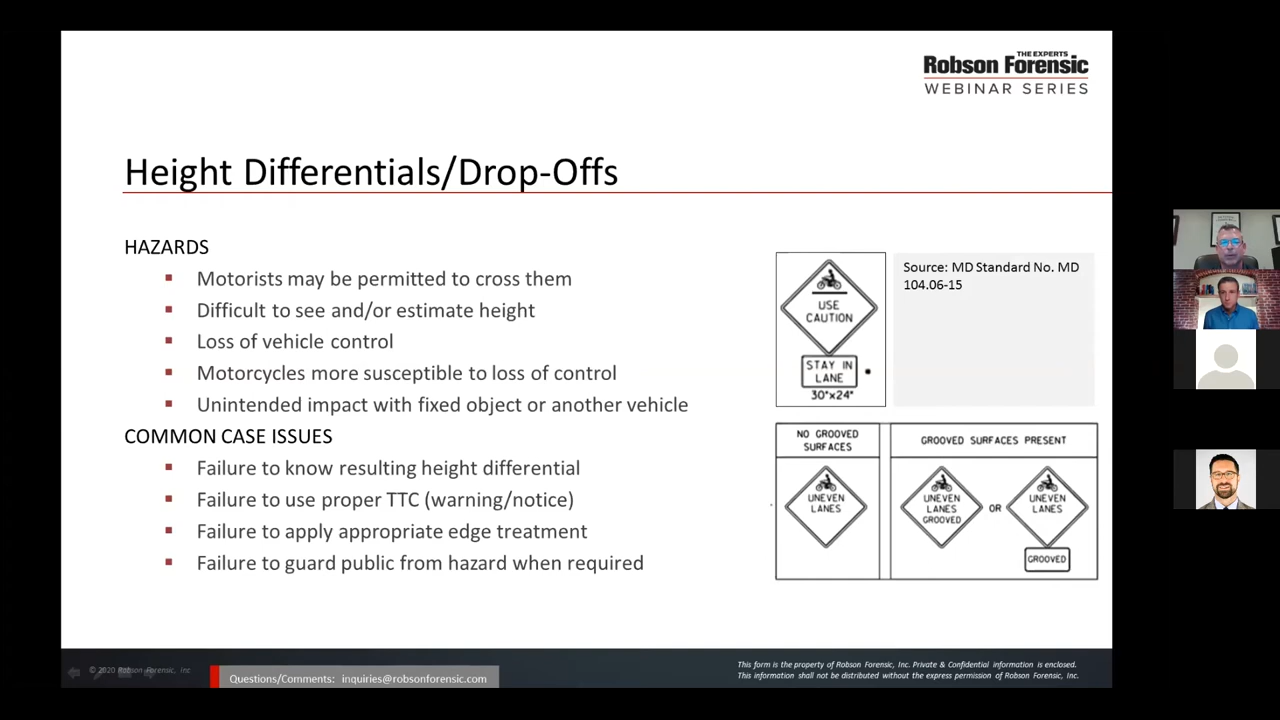 THE EXPERTS
Robson Forensic
WEBINAR SERIES
Height Differentials/Drop-Offs
HAZARDS
Motorists may be permitted to cross them
Difficult to see and/or estimate height
Loss of vehicle control
Motorcycles more susceptible to loss of control
Unintended impact with fixed object or another vehicle
COMMON CASE ISSUES
Failure to know resulting height differential
Failure to use proper TTC (warning/notice)
Failure to apply appropriate edge treatment
Failure to guard public from hazard when required
USE
CAUTION
STAY IN
LANE
30"x24"
Source: MD Standard No. MD
104.06-15
NO GROOVED
SURFACES
UNEVEN
LANES
GROOVED SURFACES PRESENT
UNEVEN
LANES
GROOVED
OR
UNEVEN
LANES
GROOVED
© 2020 Robson Forensic, Inc
Questions/Comments: inquiries@robsonforensic.com
This form is the property of Robson Forensic, Inc. Private & Confidential information is enclosed.
This information shall not be distributed without the express permission of Robson Forensic, Inc.